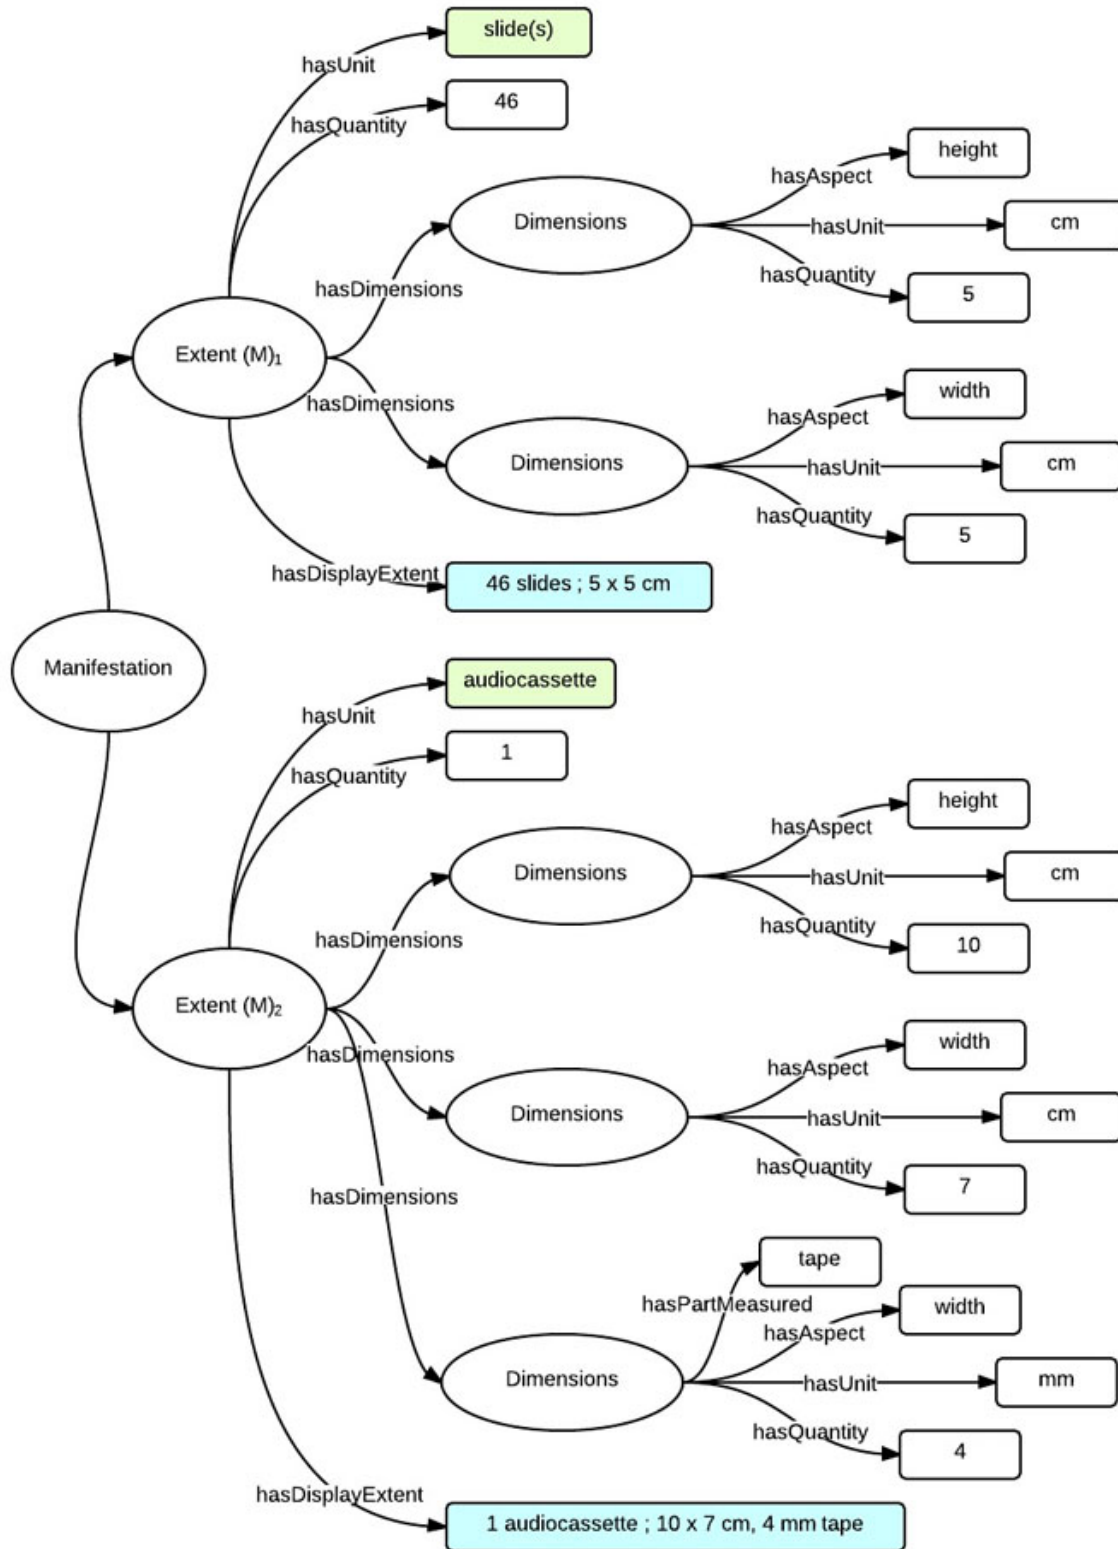 slide(s)
hasUnit
46
hasQuantity
height
hasAspect
Dimensions
hasUnit
cm
hasQuantity
5
hasDimensions
Extent (M)₁
width
hasDimensions
hasAspect
Dimensions
hasUnit
cm
hasQuantity
5
hasDisplayExtent
46 slides ; 5 x 5 cm
Manifestation
audiocassette
hasUnit
1
hasQuantity
height
hasAspect
Dimensions
hasUnit
cm
hasQuantity
10
hasDimensions
Extent (M)₂
width
hasDimensions
hasAspect
Dimensions
hasUnit
cm
hasQuantity
7
hasDimensions
tape
hasPartMeasured
width
hasAspect
Dimensions
hasUnit
mm
hasQuantity
4
hasDisplayExtent
1 audiocassette ; 10 x 7 cm, 4 mm tape